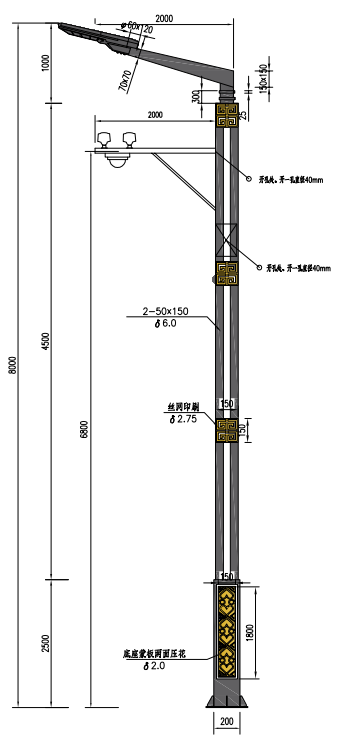 2000
φ60x120
70x70
1000
150x150
300
H
25
2000
开孔处、开一孔直径40mm
开孔处、开一孔直径40mm
2-50x150
δ6.0
8000
4500
6800
150
丝网印刷
δ2.75
150
150
2500
1800
底座蒙板两面压花
δ2.0
200